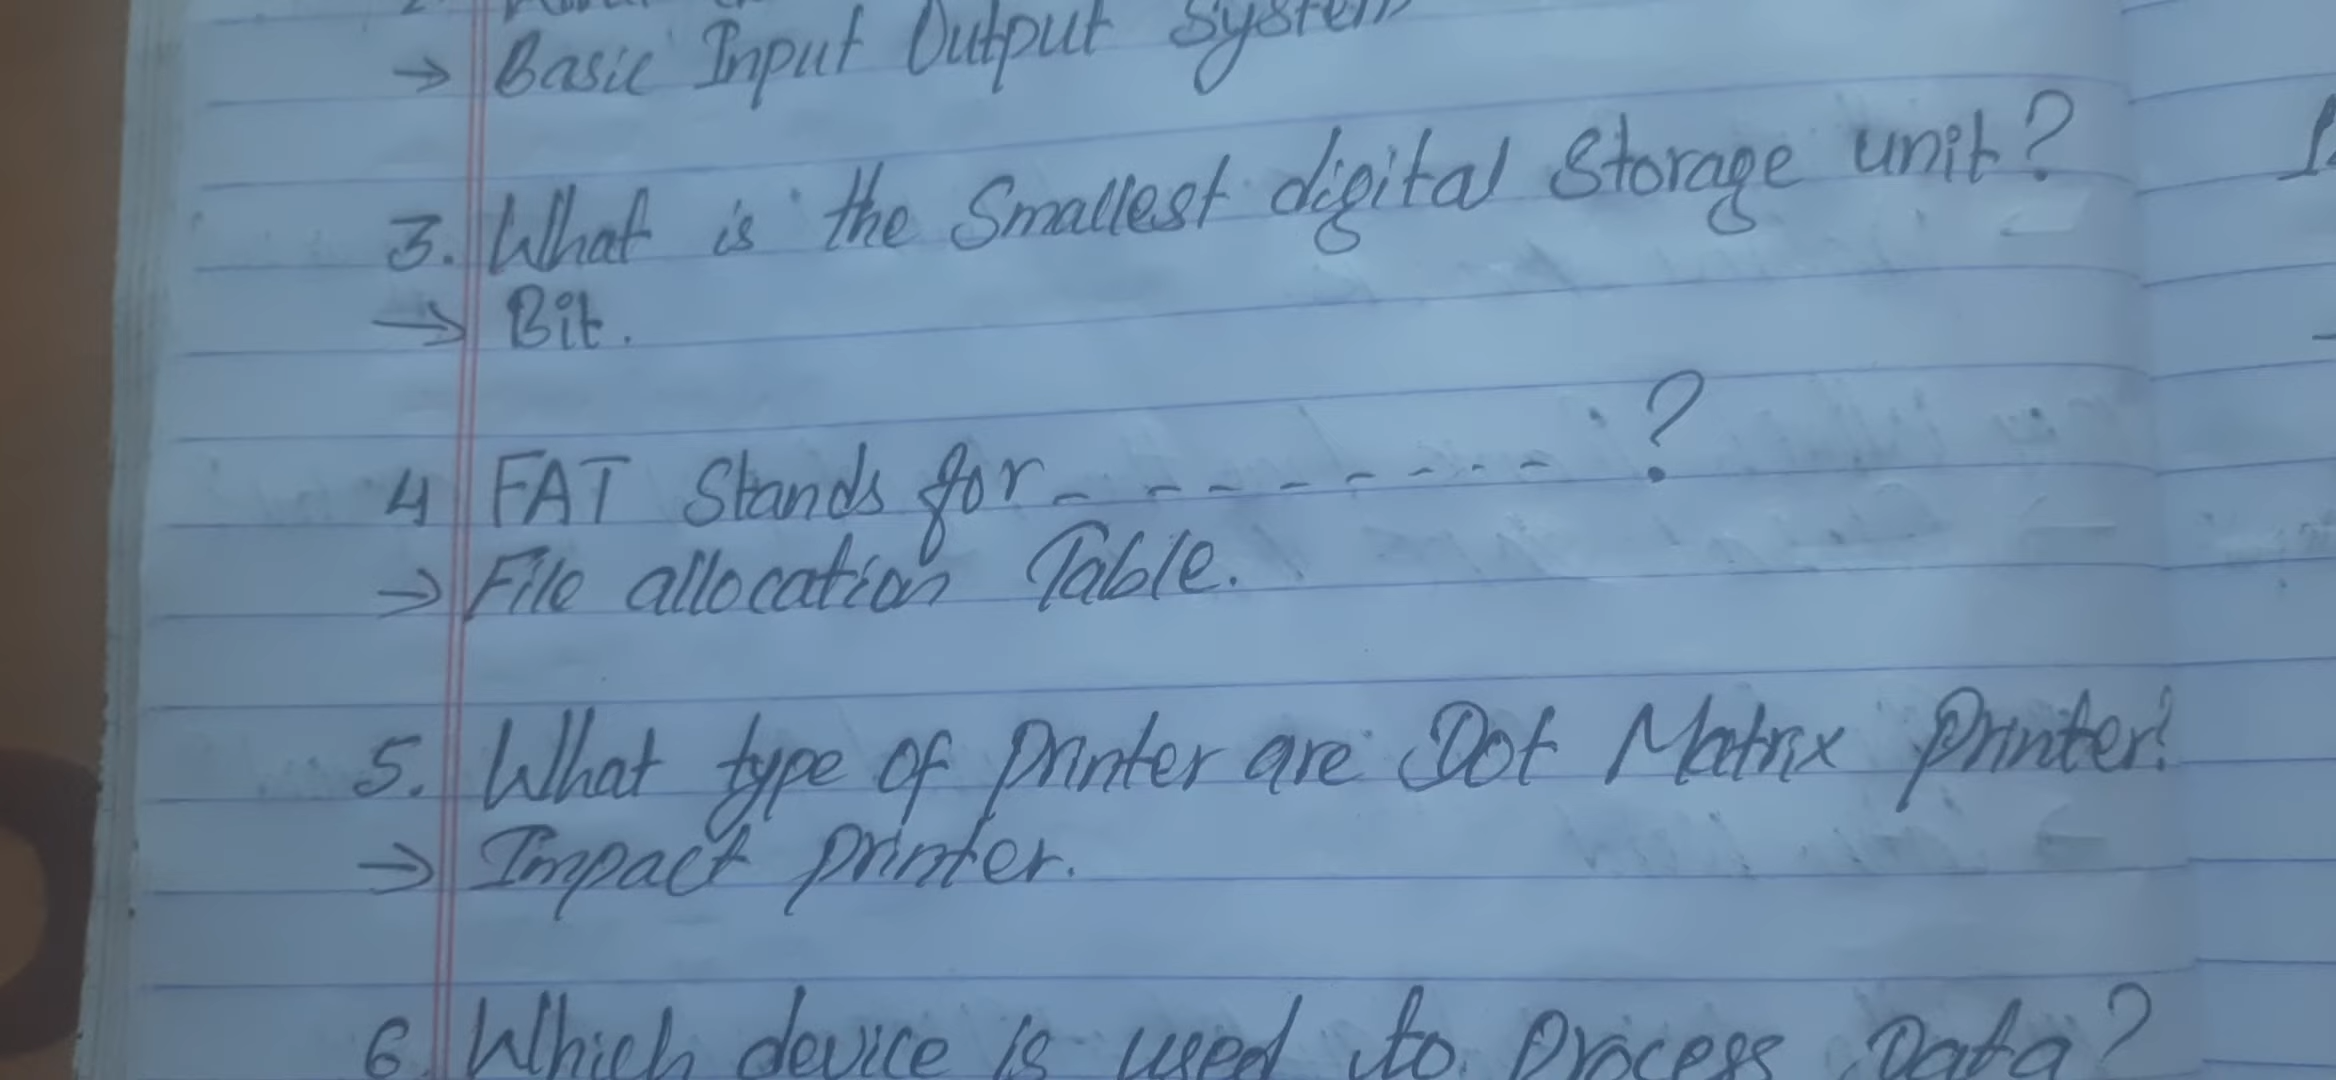 → Basic Input Output System
3. What is the Smallest digital Storage unit?
→ Bit.
4 FAT Stands for - - - - - - - - ?
→ File allocation Table.
5. What type of printer are Dot Matrix printer?
→ Impact printer.
6. Which device is used to process Data?